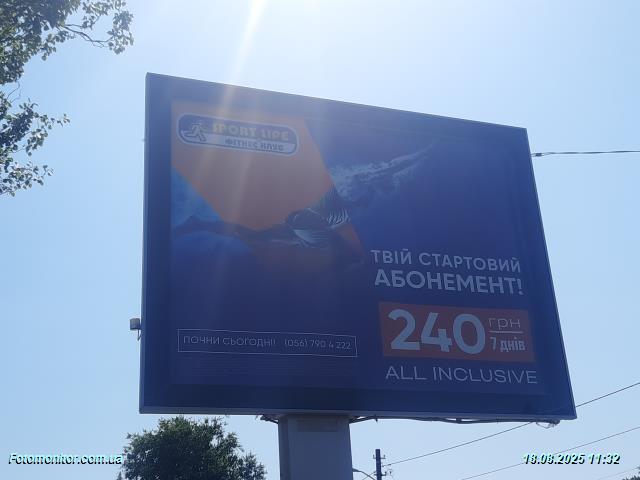 SPORT LIFE
ФІТНЕС КЛУБ
ТВІЙ СТАРТОВИЙ
АБОНЕМЕНТ!
240 грн
7 днів
ALL INCLUSIVE
ПОЧНИ СЬОГОДНІ! (056) 790 4 222
Fotomonitor.com.ua
18.08.2025 11:32